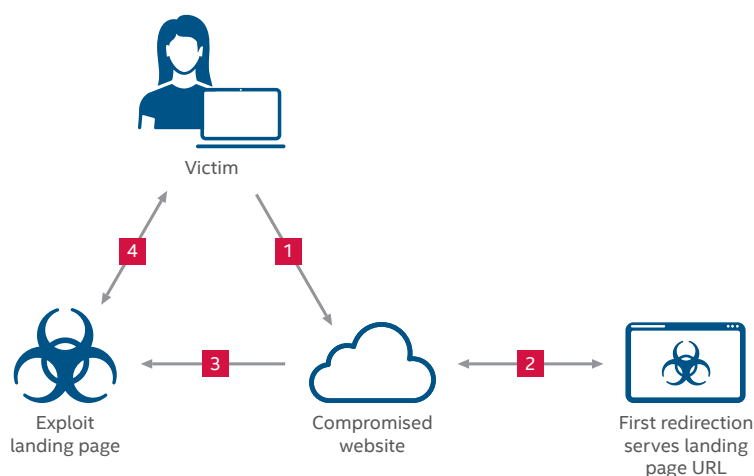 Victim
4
1
3
2
Exploit
landing page
Compromised
website
First redirection
serves landing
page URL